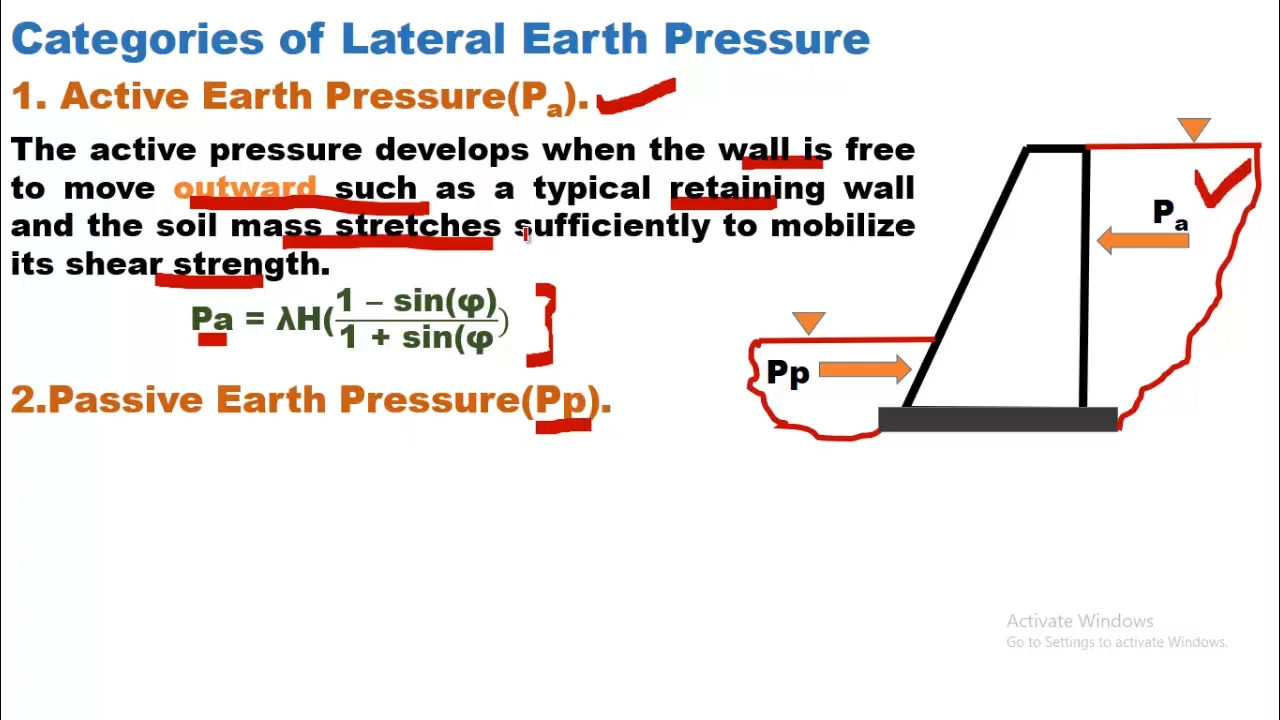 Categories of Lateral Earth Pressure
1. Active Earth Pressure(Pa).
The active pressure develops when the wall is free
to move outward such as a typical retaining wall
and the soil mass stretches sufficiently to mobilize
its shear strength.
Pa = λH(1 – sin(φ)
1 + sin(φ)
2.Passive Earth Pressure(Pp).
Pa
Pp
Activate Windows
Go to Settings to activate Windows.